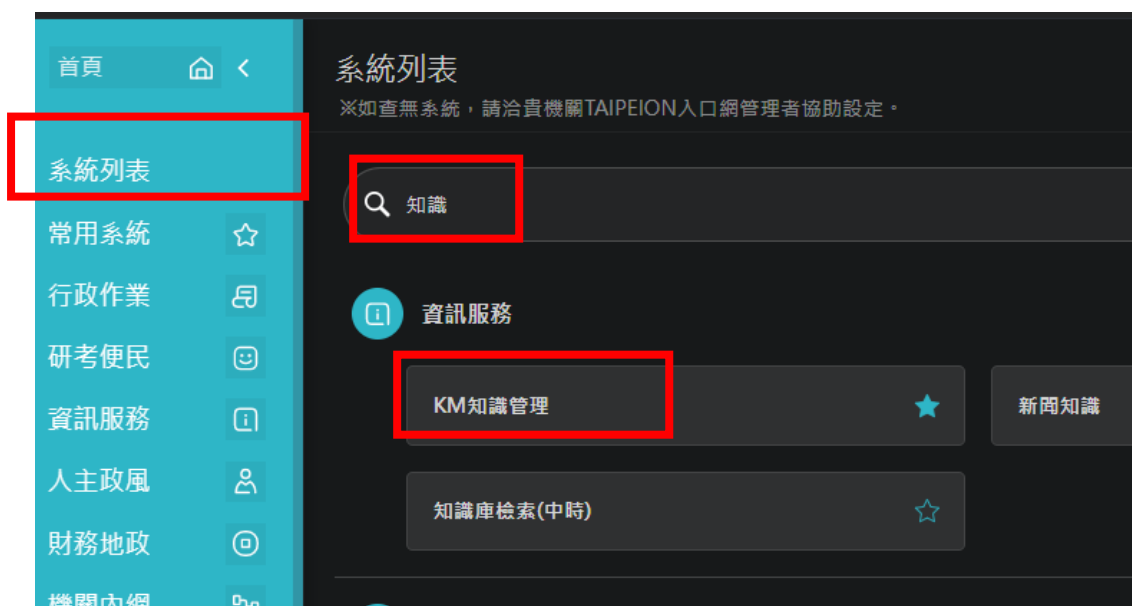 首頁
系統列表
常用系統
行政作業
研考便民
資訊服務
人主政風
財務地政
機關內網
系統列表
※如查無系統，請洽貴機關TAIPEION入口網管理者協助設定。
知識
資訊服務
KM知識管理
新聞知識
知識庫檢索(中時)